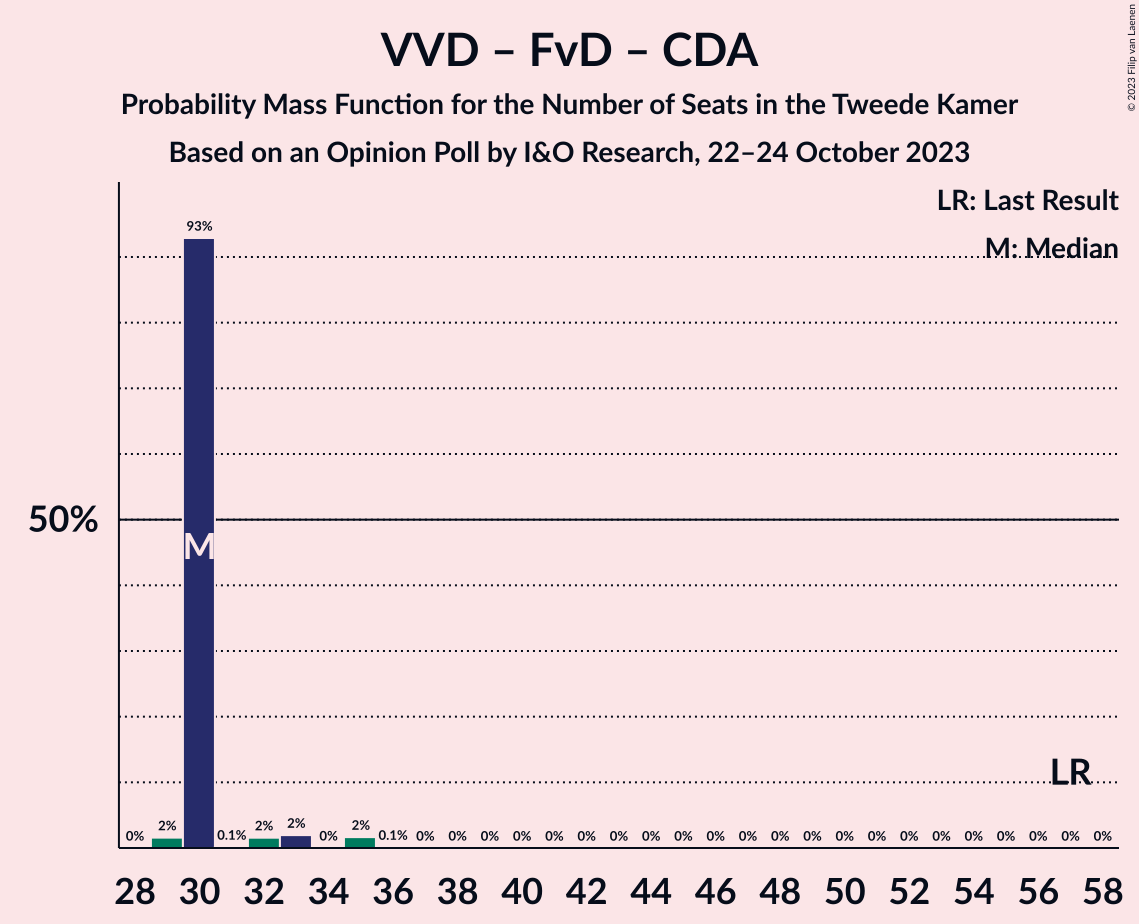 VVD – FvD – CDA
Probability Mass Function for the Number of Seats in the Tweede Kamer
Based on an Opinion Poll by I&O Research, 22–24 October 2023
© 2023 Filip van Laenen
LR: Last Result
M: Median
93%
50%
M
LR
0% 2% 0.1% 2% 2% 0% 2% 0.1% 0% 0% 0% 0% 0% 0% 0% 0% 0% 0% 0% 0% 0% 0% 0% 0% 0% 0% 0% 0% 0% 0%
28 30 32 34 36 38 40 42 44 46 48 50 52 54 56 58